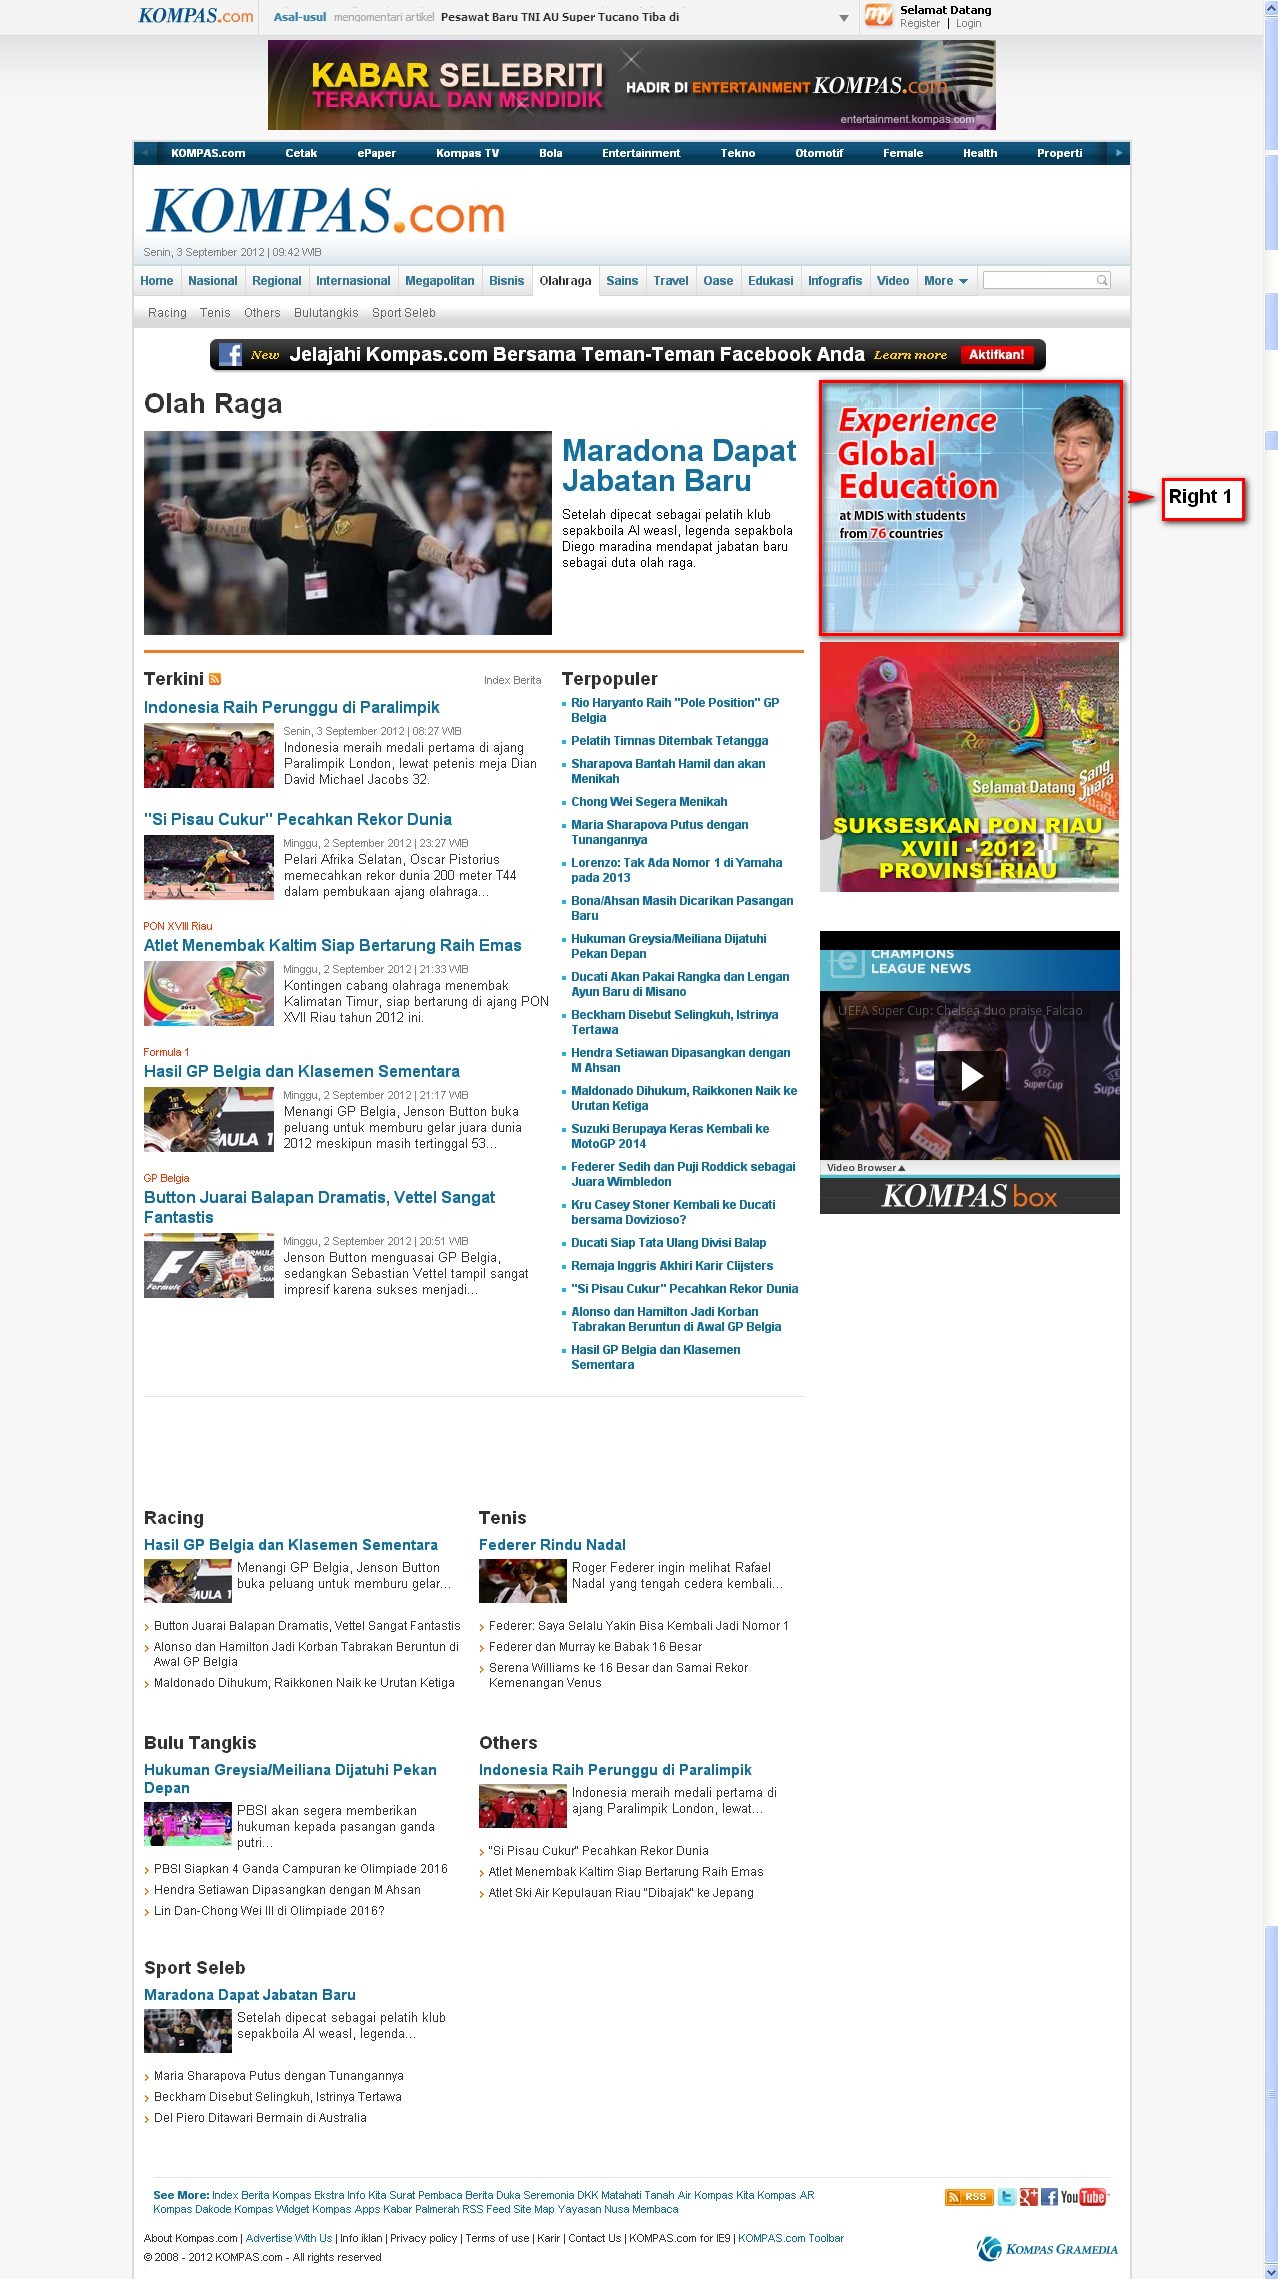 KOMPAS.com
Asal-usul mengomentari artikel Pesawat Baru TNI AU Super Tucano Tiba di
my
Selamat Datang
Register | Login
KABAR SELEBRITI
TERAKTUAL DAN MENDIDIK
HADIR DI ENTERTAINMENT KOMPAS.com
entertainment.kompas.com
KOMPAS.com Cetak ePaper Kompas TV Bola Entertainment Tekno Otomotif Female Health Properti
KOMPAS.com
Senin, 3 September 2012 | 09:42 WIB
Home Nasional Regional Internasional Megapolitan Bisnis Olahraga Sains Travel Oase Edukasi Infografis Video More
Racing Tenis Others Bulutangkis Sport Seleb
New Jelajahi Kompas.com Bersama Teman-Teman Facebook Anda Learn more Aktifkan!
Olah Raga
Maradona Dapat
Jabatan Baru
Setelah dipecat sebagai pelatih klub
sepakboila Al weasl, legenda sepakbola
Diego maradina mendapat jabatan baru
sebagai duta olah raga.
Experience
Global
Education
at MDIS with students
from 76 countries
Right 1
Terkini
Index Berita
Indonesia Raih Perunggu di Paralimpik
Senin, 3 September 2012 | 08:27 WIB
Indonesia meraih medali pertama di ajang
Paralimpik London, lewat petenis meja Dian
David Michael Jacobs 32.
"Si Pisau Cukur" Pecahkan Rekor Dunia
Minggu, 2 September 2012 | 23:27 WIB
Pelari Afrika Selatan, Oscar Pistorius
memecahkan rekor dunia 200 meter T44
dalam pembukaan ajang olahraga...
PON XVIII Riau
Atlet Menembak Kaltim Siap Bertarung Raih Emas
Minggu, 2 September 2012 | 21:33 WIB
Kontingen cabang olahraga menembak
Kalimatan Timur, siap bertarung di ajang PON
XVII Riau tahun 2012 ini.
Formula 1
Hasil GP Belgia dan Klasemen Sementara
Minggu, 2 September 2012 | 21:17 WIB
Menangi GP Belgia, Jenson Button buka
peluang untuk memburu gelar juara dunia
2012 meskipun masih tertinggal 53...
GP Belgia
Button Juarai Balapan Dramatis, Vettel Sangat
Fantastis
Minggu, 2 September 2012 | 20:51 WIB
Jenson Button menguasai GP Belgia,
sedangkan Sebastian Vettel tampil sangat
impresif karena sukses menjadi...
Terpopuler
Rio Haryanto Raih "Pole Position" GP
Belgia
Pelatih Timnas Ditembak Tetangga
Sharapova Bantah Hamil dan akan
Menikah
Chong Wei Segera Menikah
Maria Sharapova Putus dengan
Tunangannya
Lorenzo: Tak Ada Nomor 1 di Yamaha
pada 2013
Bona/Ahsan Masih Dicarikan Pasangan
Baru
Hukuman Greysia/Meiliana Dijatuhi
Pekan Depan
Ducati Akan Pakai Rangka dan Lengan
Ayun Baru di Misano
Beckham Disebut Selingkuh, Istrinya
Tertawa
Hendra Setiawan Dipasangkan dengan
M Ahsan
Maldonado Dihukum, Raikkonen Naik ke
Urutan Ketiga
Suzuki Berupaya Keras Kembali ke
MotoGP 2014
Federer Sedih dan Puji Roddick sebagai
Juara Wimbledon
Kru Casey Stoner Kembali ke Ducati
bersama Dovizioso?
Ducati Siap Tata Ulang Divisi Balap
Remaja Inggris Akhiri Karir Clijsters
"Si Pisau Cukur" Pecahkan Rekor Dunia
Alonso dan Hamilton Jadi Korban
Tabrakan Beruntun di Awal GP Belgia
Hasil GP Belgia dan Klasemen
Sementara
Riau
Selamat Datang Sang Juara
SUKSESKAN PON RIAU
XVIII - 2012
PROVINSI RIAU
CHAMPIONS
LEAGUE NEWS
UEFA Super Cup: Chelsea duo praise Falcao
Video Browser
KOMPAS box
Racing
Hasil GP Belgia dan Klasemen Sementara
Menangi GP Belgia, Jenson Button
buka peluang untuk memburu gelar...
Button Juarai Balapan Dramatis, Vettel Sangat Fantastis
Alonso dan Hamilton Jadi Korban Tabrakan Beruntun di
Awal GP Belgia
Maldonado Dihukum, Raikkonen Naik ke Urutan Ketiga
Tenis
Federer Rindu Nadal
Roger Federer ingin melihat Rafael
Nadal yang tengah cedera kembali...
Federer: Saya Selalu Yakin Bisa Kembali Jadi Nomor 1
Federer dan Murray ke Babak 16 Besar
Serena Williams ke 16 Besar dan Samai Rekor
Kemenangan Venus
Bulu Tangkis
Hukuman Greysia/Meiliana Dijatuhi Pekan
Depan
PBSI akan segera memberikan
hukuman kepada pasangan ganda
putri...
PBSI Siapkan 4 Ganda Campuran ke Olimpiade 2016
Hendra Setiawan Dipasangkan dengan M Ahsan
Lin Dan-Chong Wei III di Olimpiade 2016?
Others
Indonesia Raih Perunggu di Paralimpik
Indonesia meraih medali pertama di
ajang Paralimpik London, lewat...
"Si Pisau Cukur" Pecahkan Rekor Dunia
Atlet Menembak Kaltim Siap Bertarung Raih Emas
Atlet Ski Air Kepulauan Riau "Dibajak" ke Jepang
Sport Seleb
Maradona Dapat Jabatan Baru
Setelah dipecat sebagai pelatih klub
sepakboila Al weasl, legenda...
Maria Sharapova Putus dengan Tunangannya
Beckham Disebut Selingkuh, Istrinya Tertawa
Del Piero Ditawari Bermain di Australia
See More: Index Berita Kompas Ekstra Info Kita Surat Pembaca Berita Duka Seremonia DKK Matahati Tanah Air Kompas Kita Kompas AR
Kompas Dakode Kompas Widget Kompas Apps Kabar Palmerah RSS Feed Site Map Yayasan Nusa Membaca
RSS YouTube
About Kompas.com | Advertise With Us | Info iklan | Privacy policy | Terms of use | Karir | Contact Us | KOMPAS.com for IE9 | KOMPAS.com Toolbar
© 2008 - 2012 KOMPAS.com - All rights reserved
KOMPAS GRAMEDIA